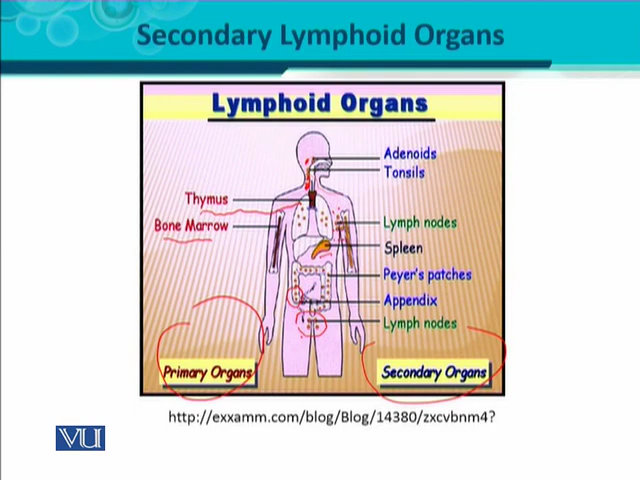 Secondary Lymphoid Organs
Lymphoid Organs
Adenoids
Tonsils
Thymus
Bone Marrow
Lymph nodes
Spleen
Peyer's patches
Appendix
Lymph nodes
Primary Organs
Secondary Organs
http://exxamm.com/blog/Blog/14380/zxcvbnm4?
VU